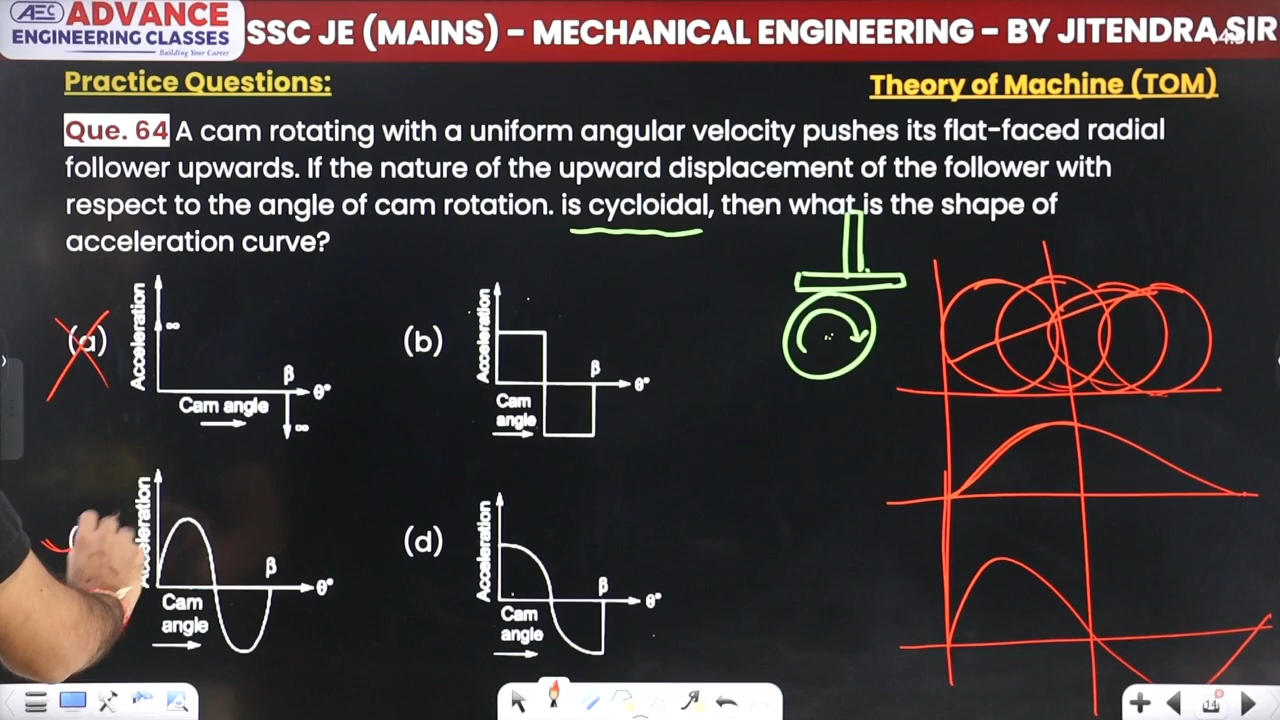 AEC ADVANCE
ENGINEERING CLASSES
Building Your Career
SSC JE (MAINS) - MECHANICAL ENGINEERING - BY JITENDRA SIR
Practice Questions:
Theory of Machine (TOM)
Que. 64 A cam rotating with a uniform angular velocity pushes its flat-faced radial
follower upwards. If the nature of the upward displacement of the follower with
respect to the angle of cam rotation. is cycloidal, then what is the shape of
acceleration curve?
(a)
Acceleration
∞
β
θ°
Cam angle
∞
(b)
Acceleration
β
θ°
Cam
angle
Acceleration
β
θ°
Cam
angle
(d)
Acceleration
β
θ°
Cam
angle
14